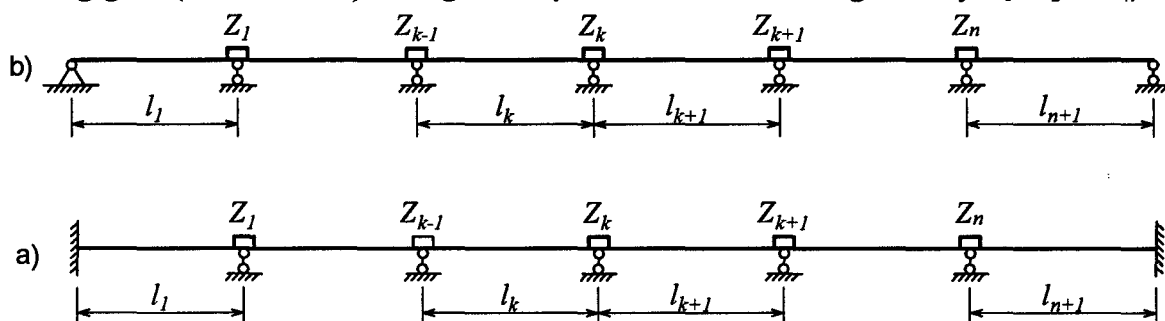 Z₁ Zₖ₋₁ Zₖ Zₖ₊₁ Zₙ
b)
l₁ lₖ lₖ₊₁ lₙ₊₁
Z₁ Zₖ₋₁ Zₖ Zₖ₊₁ Zₙ
a)
l₁ lₖ lₖ₊₁ lₙ₊₁